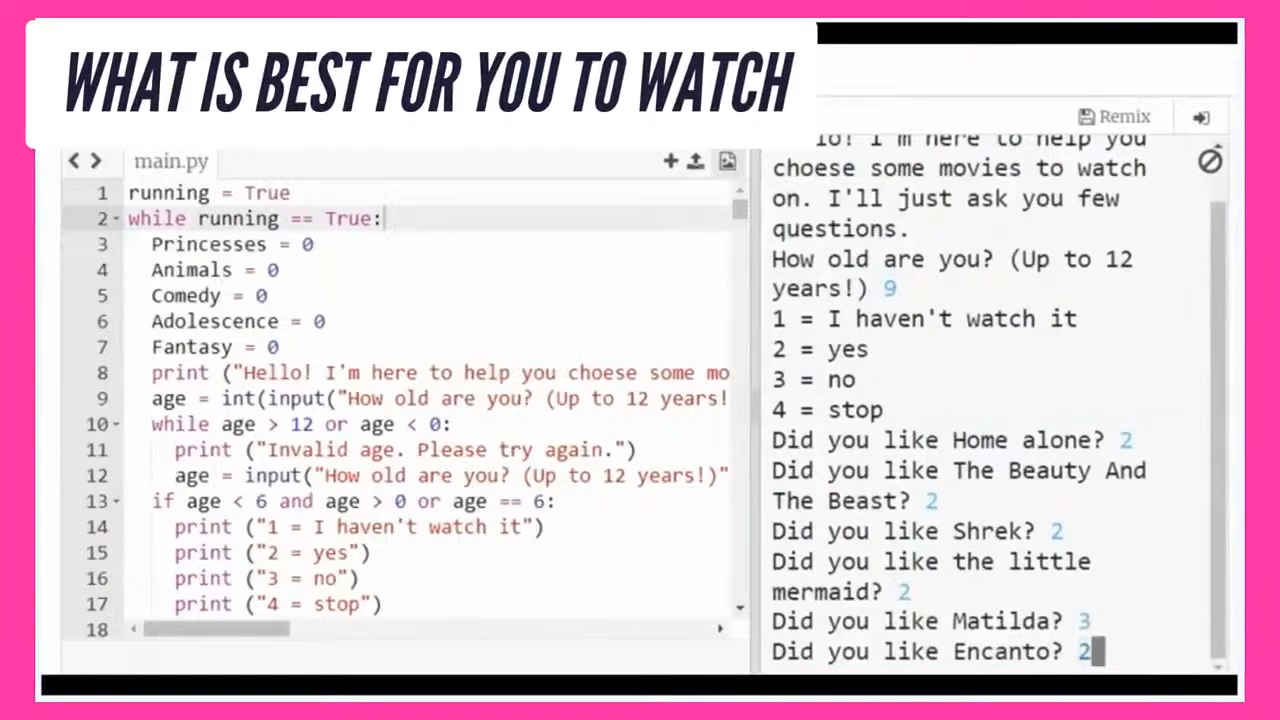 WHAT IS BEST FOR YOU TO WATCH
Remix
main.py
1 running = True
2 while running == True:
3 Princesses = 0
4 Animals = 0
5 Comedy = 0
6 Adolescence = 0
7 Fantasy = 0
8 print ("Hello! I'm here to help you choese some mo
9 age = int(input("How old are you? (Up to 12 years!
10 while age > 12 or age < 0:
11 print ("Invalid age. Please try again.")
12 age = input("How old are you? (Up to 12 years!)"
13 if age < 6 and age > 0 or age == 6:
14 print ("1 = I haven't watch it")
15 print ("2 = yes")
16 print ("3 = no")
17 print ("4 = stop")
18
lo! I'm here to help you
choese some movies to watch
on. I'll just ask you few
questions.
How old are you? (Up to 12
years!) 9
1 = I haven't watch it
2 = yes
3 = no
4 = stop
Did you like Home alone? 2
Did you like The Beauty And
The Beast? 2
Did you like Shrek? 2
Did you like the little
mermaid? 2
Did you like Matilda? 3
Did you like Encanto? 2